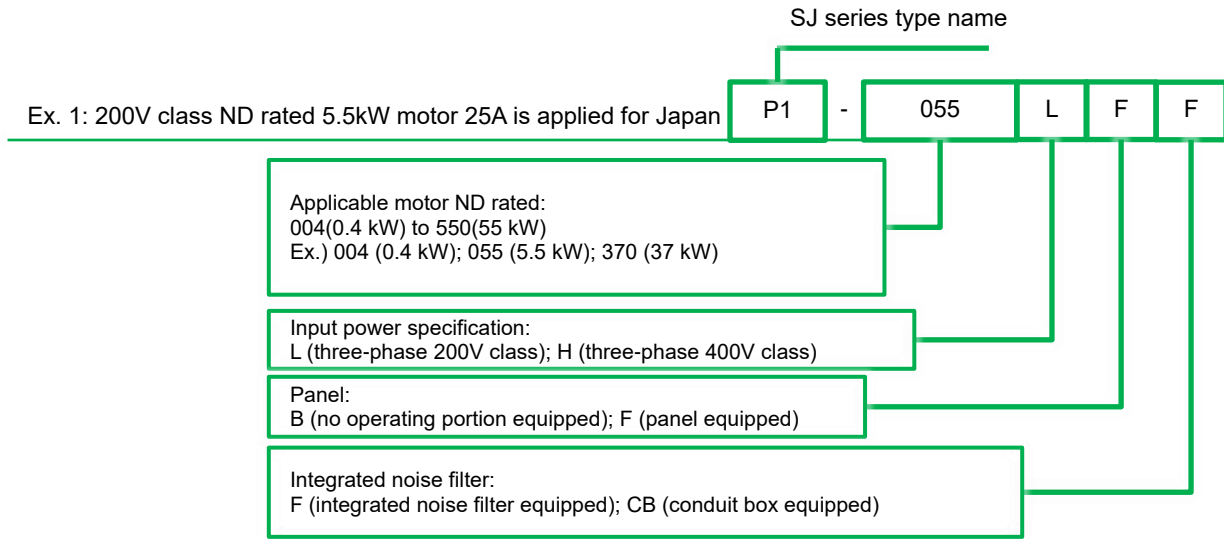 SJ series type name
Ex. 1: 200V class ND rated 5.5kW motor 25A is applied for Japan P1 - 055 L F F
Applicable motor ND rated:
004(0.4 kW) to 550(55 kW)
Ex.) 004 (0.4 kW); 055 (5.5 kW); 370 (37 kW)
Input power specification:
L (three-phase 200V class); H (three-phase 400V class)
Panel:
B (no operating portion equipped); F (panel equipped)
Integrated noise filter:
F (integrated noise filter equipped); CB (conduit box equipped)